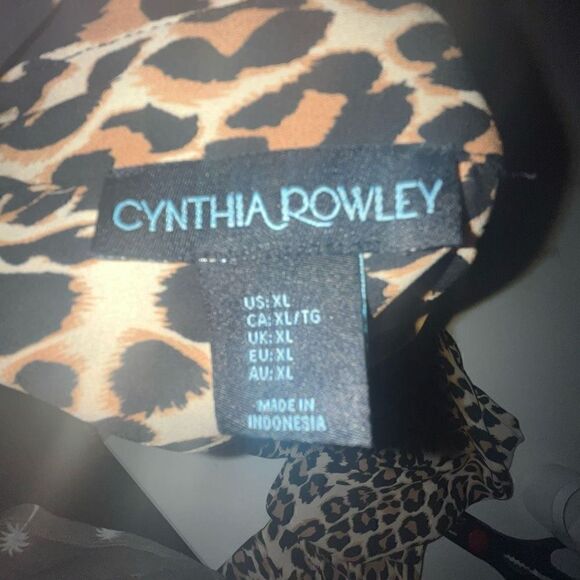 CYNTHIA ROWLEY
US: XL
CA: XL/TG
UK: XL
EU: XL
AU: XL
MADE IN
INDONESIA